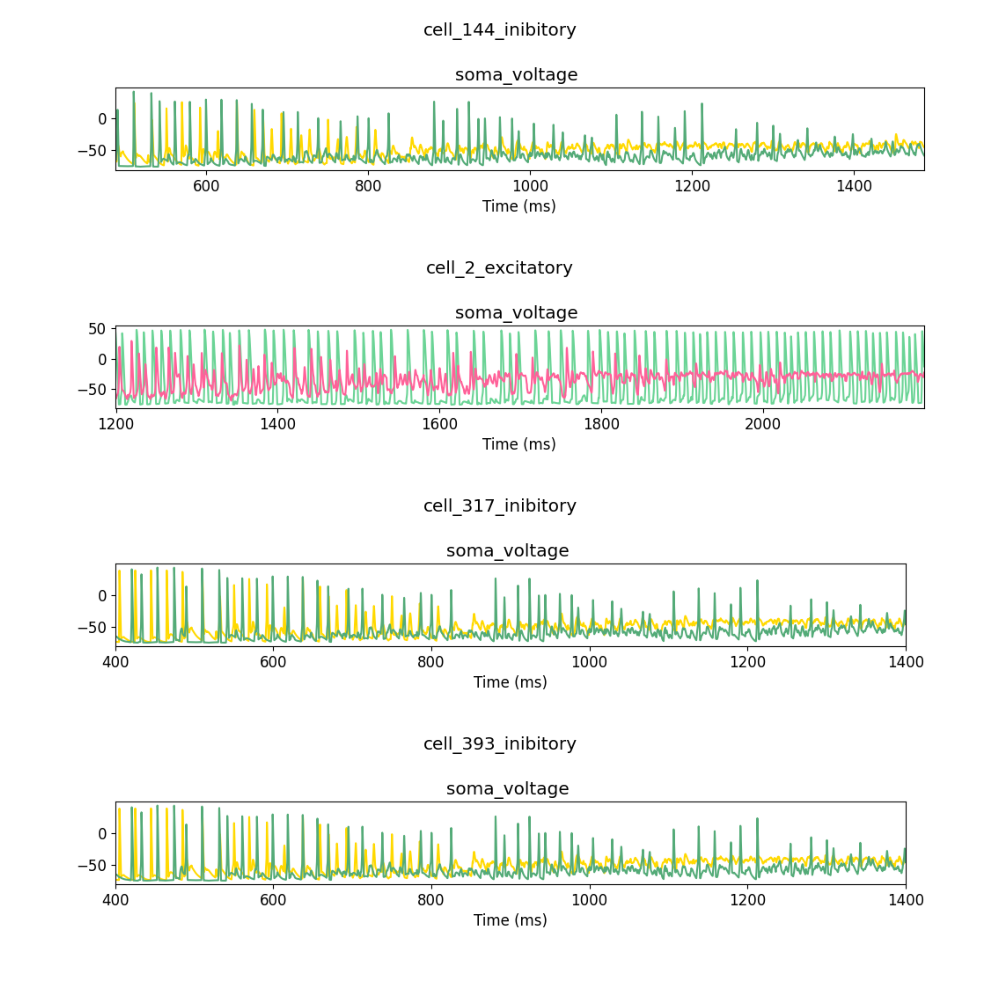 cell_144_inibitory
soma_voltage
0
−50
600 800 1000 1200 1400
Time (ms)
cell_2_excitatory
soma_voltage
50
0
−50
1200 1400 1600 1800 2000
Time (ms)
cell_317_inibitory
soma_voltage
0
−50
400 600 800 1000 1200 1400
Time (ms)
cell_393_inibitory
soma_voltage
0
−50
400 600 800 1000 1200 1400
Time (ms)